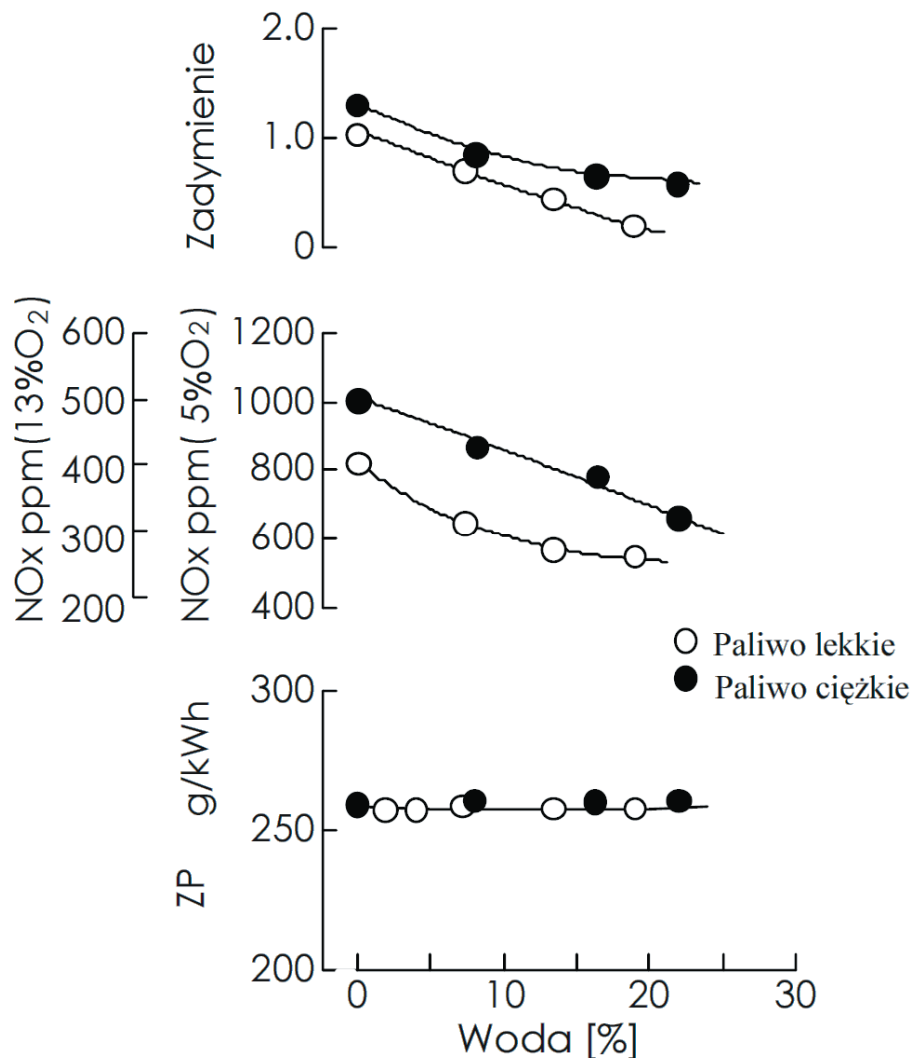 Zadymienie
2.0
1.0
0
NOx ppm(13%O2)
600
500
400
300
200
NOx ppm( 5%O2)
1200
1000
800
600
400
Paliwo lekkie
Paliwo ciężkie
ZP g/kWh
300
250
200
0 10 20 30
Woda [%]